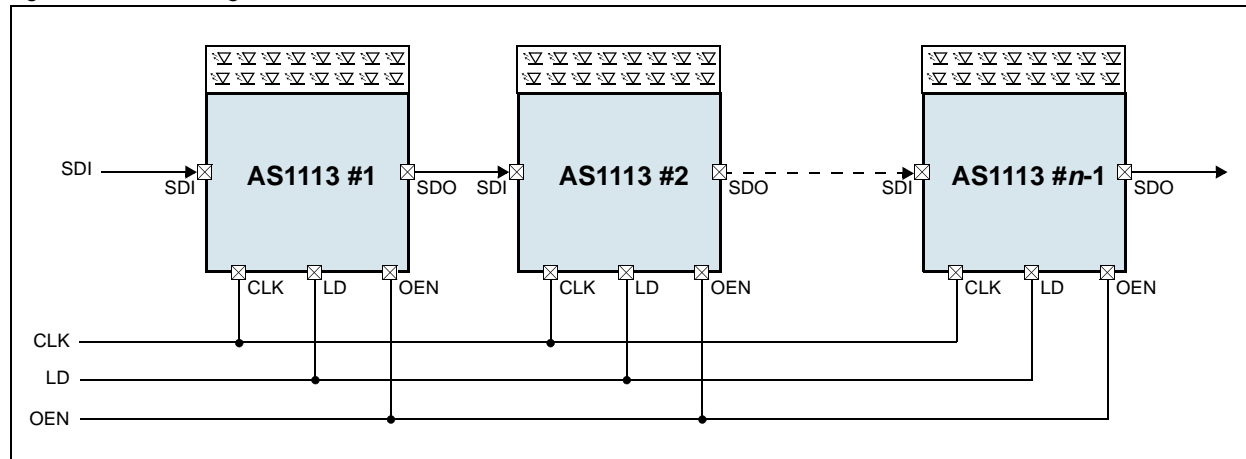 AS1113 #1
AS1113 #2
AS1113 #n-1
SDI
SDI
SDO
SDI
SDO
SDI
SDO
CLK
LD
OEN
CLK
LD
OEN
CLK
LD
OEN
CLK
LD
OEN